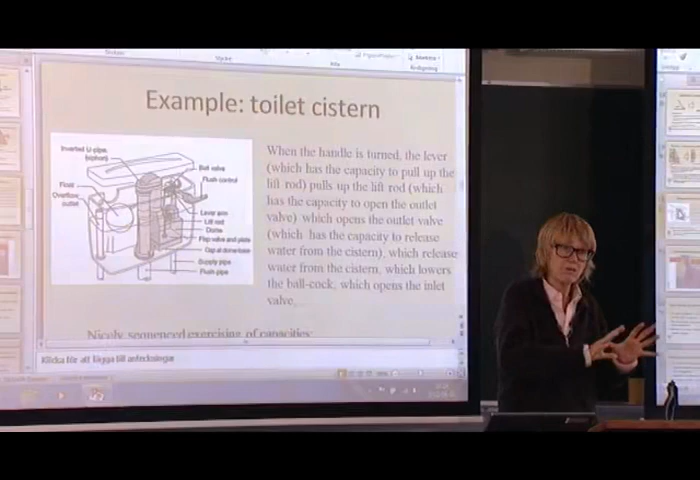 Example: toilet cistern
Inverted U-pipe
(siphon)
Ball valve
Flush control
Float
Overflow
outlet
Lever arm
Lift rod
Flap valve and plate
Supply pipe
Flush pipe
When the handle is turned, the lever
(which has the capacity to pull up the
lift rod) pulls up the lift rod (which
has the capacity to open the outlet
valve) which opens the outlet valve
(which has the capacity to release
water from the cistern), which release
water from the cistern, which lowers
the ball-cock, which opens the inlet
valve,
Nicely sequenced exercising of capacities:
Klicka för att lägga till anteckningar